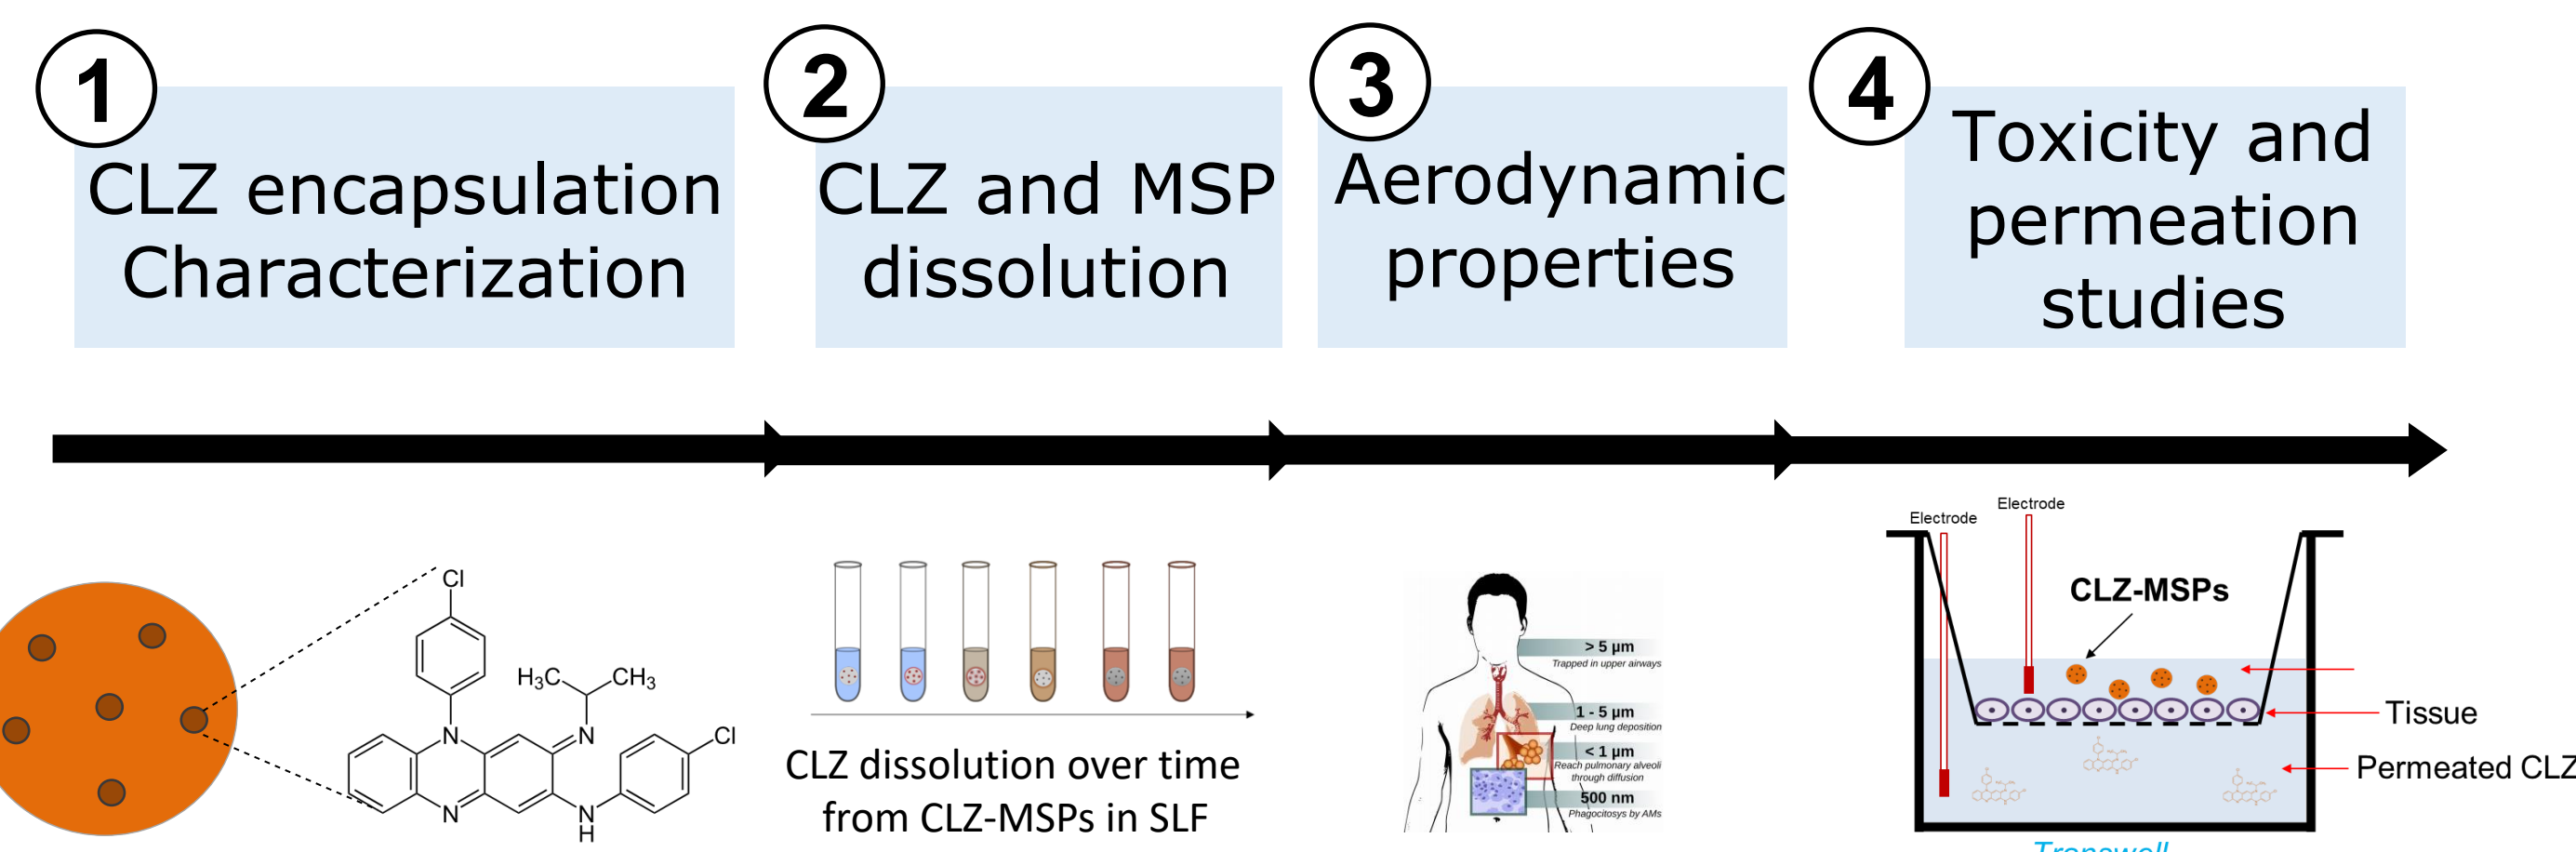 1
CLZ encapsulation
Characterization
2
CLZ and MSP
dissolution
3
Aerodynamic
properties
4
Toxicity and
permeation
studies
Cl
H₃C
CH₃
N
N
Cl
N
N
H
CLZ dissolution over time
from CLZ-MSPs in SLF
> 5 µm
Trapped in upper airways
1 - 5 µm
Deep lung deposition
< 1 µm
Reach pulmonary alveoli
through diffusion
500 nm
Phagocitosys by AMs
Electrode
Electrode
CLZ-MSPs
Tissue
Permeated CLZ
Transwell